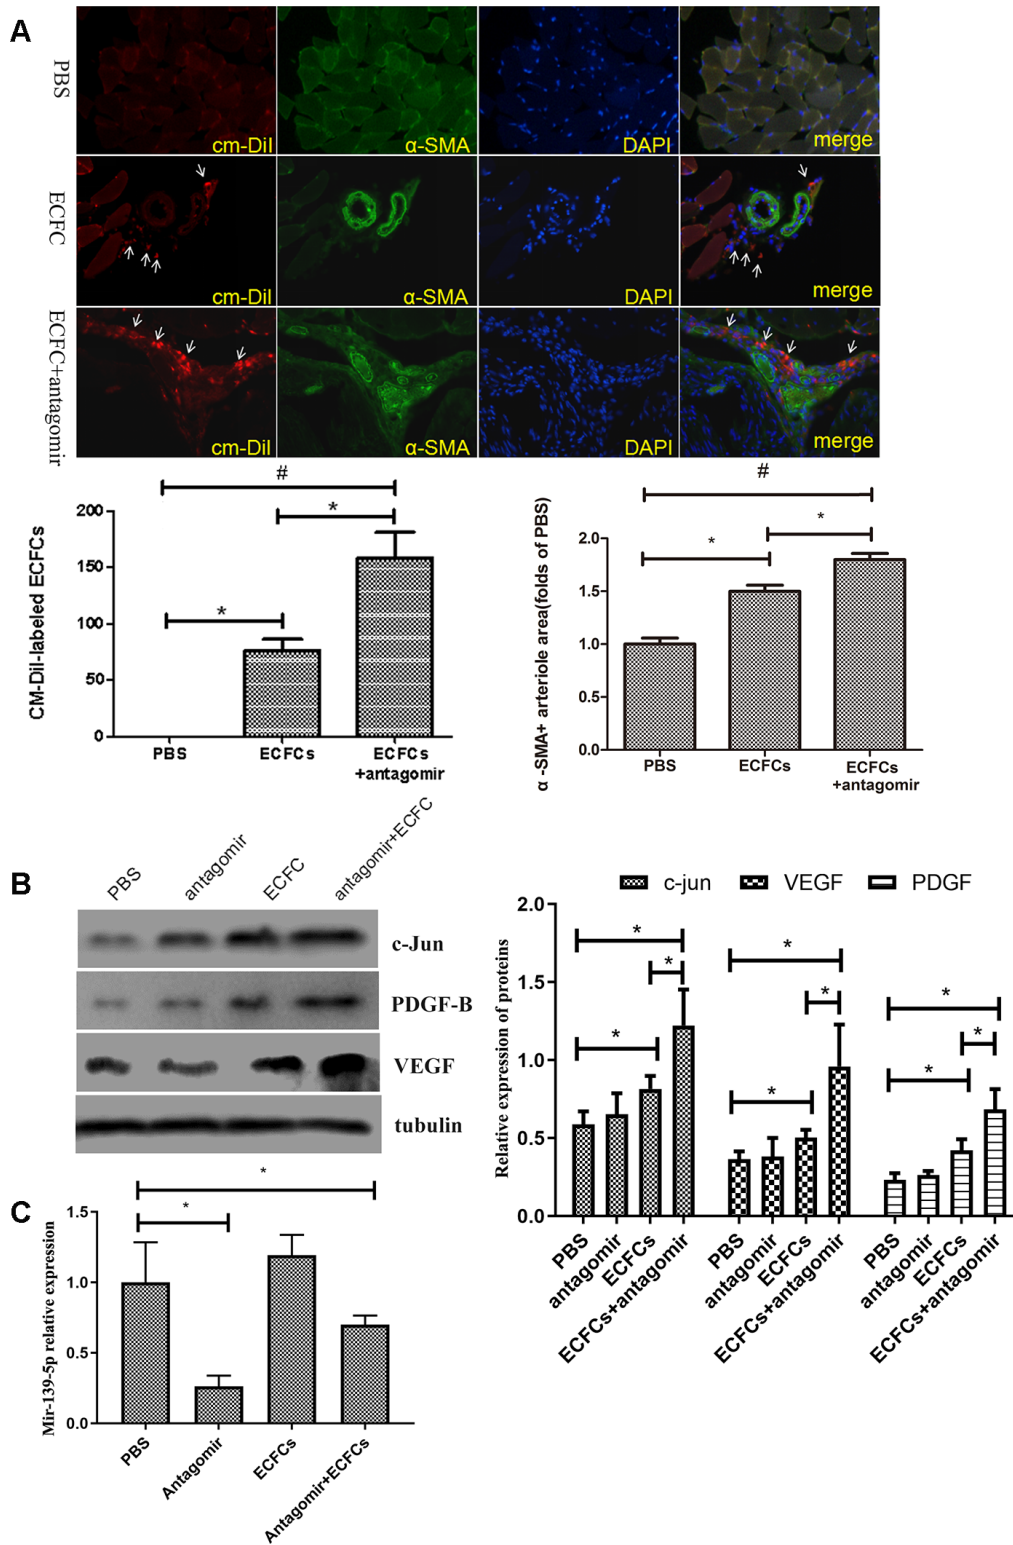 A
PBS
cm-DiI
α-SMA
DAPI
merge
ECFC
cm-DiI
α-SMA
DAPI
merge
ECFC+antagomir
cm-DiI
α-SMA
DAPI
merge
CM-DiI-labeled ECFCs
200
150
100
50
0
#
*
*
PBS
ECFCs
ECFCs
+antagomir
α -SMA+ arteriole area(folds of PBS)
2.0
1.5
1.0
0.5
0.0
#
*
*
PBS
ECFCs
ECFCs
+antagomir
B
PBS
antagomir
ECFC
antagomir+ECFC
c-Jun
PDGF-B
VEGF
tubulin
c-jun
VEGF
PDGF
Relative expression of proteins
2.0
1.5
1.0
0.5
0.0
*
*
*
*
*
*
*
*
*
PBS
antagomir
ECFCs
ECFCs+antagomir
PBS
antagomir
ECFCs
ECFCs+antagomir
PBS
antagomir
ECFCs
ECFCs+antagomir
C
Mir-139-5p relative expression
1.5
1.0
0.5
0.0
*
*
PBS
Antagomir
ECFCs
Antagomir+ECFCs